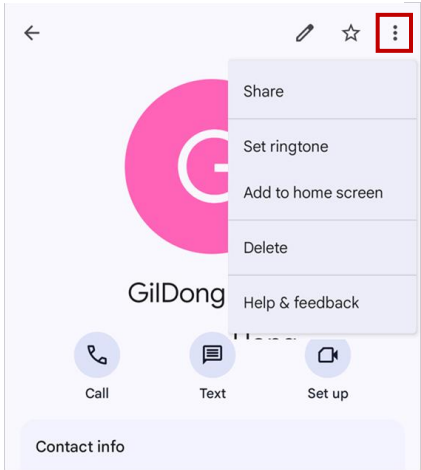 Share
Set ringtone
Add to home screen
Delete
GilDong
Help & feedback
Call
Text
Set up
Contact info